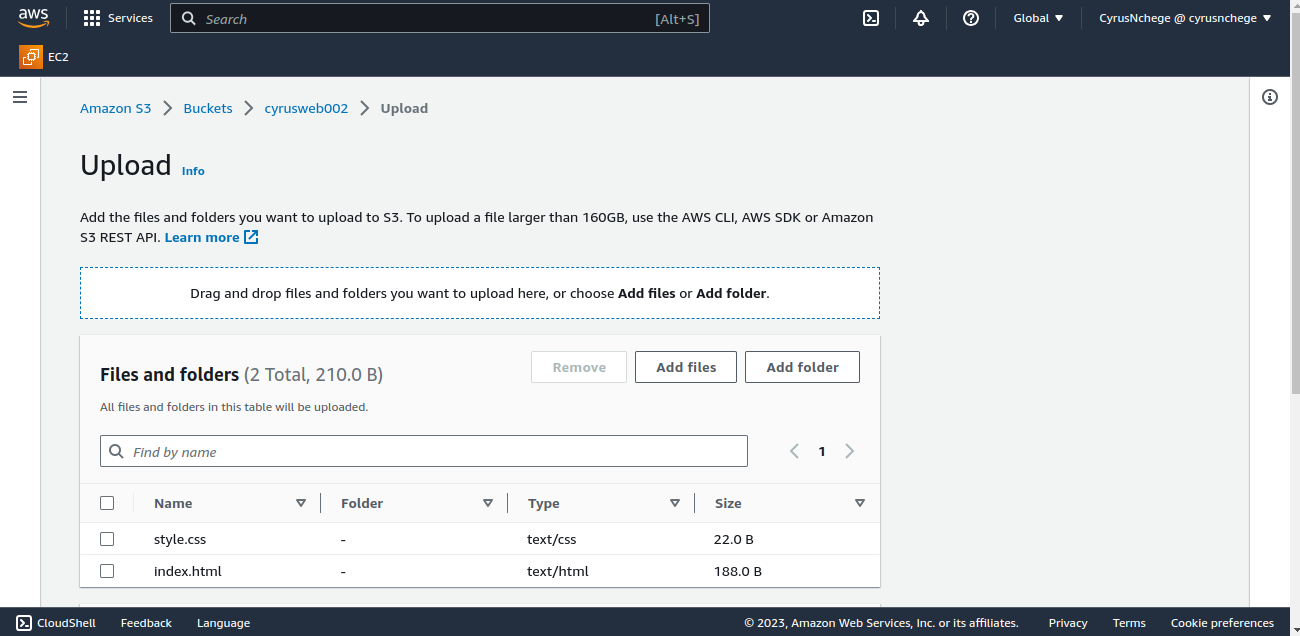 aws
Services
Search [Alt+S]
Global
CyrusNchege @ cyrusnchege
EC2
Amazon S3 > Buckets > cyrusweb002 > Upload
Upload Info
Add the files and folders you want to upload to S3. To upload a file larger than 160GB, use the AWS CLI, AWS SDK or Amazon
S3 REST API. Learn more
Drag and drop files and folders you want to upload here, or choose Add files or Add folder.
Files and folders (2 Total, 210.0 B)
Remove Add files Add folder
All files and folders in this table will be uploaded.
Find by name
1
Name Folder Type Size
style.css - text/css 22.0 B
index.html - text/html 188.0 B
CloudShell Feedback Language © 2023, Amazon Web Services, Inc. or its affiliates. Privacy Terms Cookie preferences